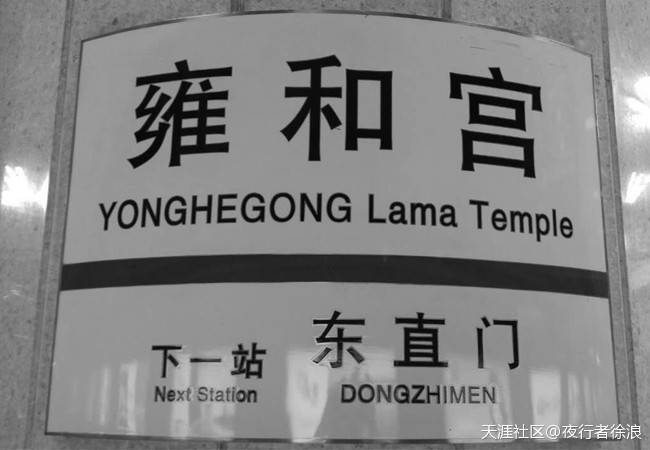 雍和宫
YONGHEGONG Lama Temple
下一站 东直门
Next Station DONGZHIMEN
天涯社区@夜行者徐浪